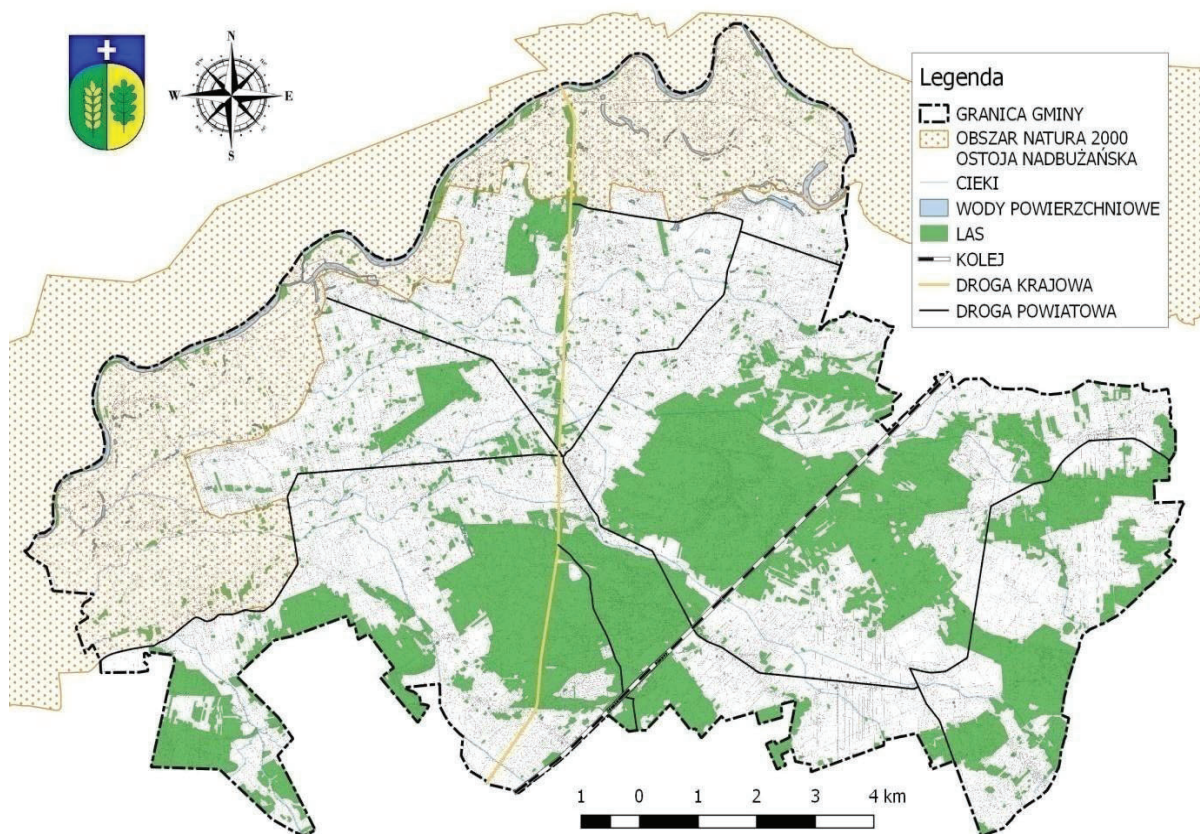 N
W
E
S
Legenda
GRANICA GMINY
OBSZAR NATURA 2000
OSTOJA NADBUŻAŃSKA
CIEKI
WODY POWIERZCHNIOWE
LAS
KOLEJ
DROGA KRAJOWA
DROGA POWIATOWA
1 0 1 2 3 4 km